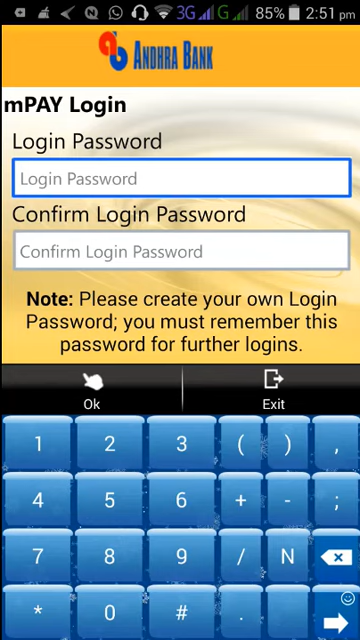 3G G 85% 2:51 pm
ANDHRA BANK
mPAY Login
Login Password
Login Password
Confirm Login Password
Confirm Login Password
Note: Please create your own Login
Password; you must remember this
password for further logins.
Ok Exit
1 2 3 ( ) ,
4 5 6 + - ;
7 8 9 / N
* 0 # .